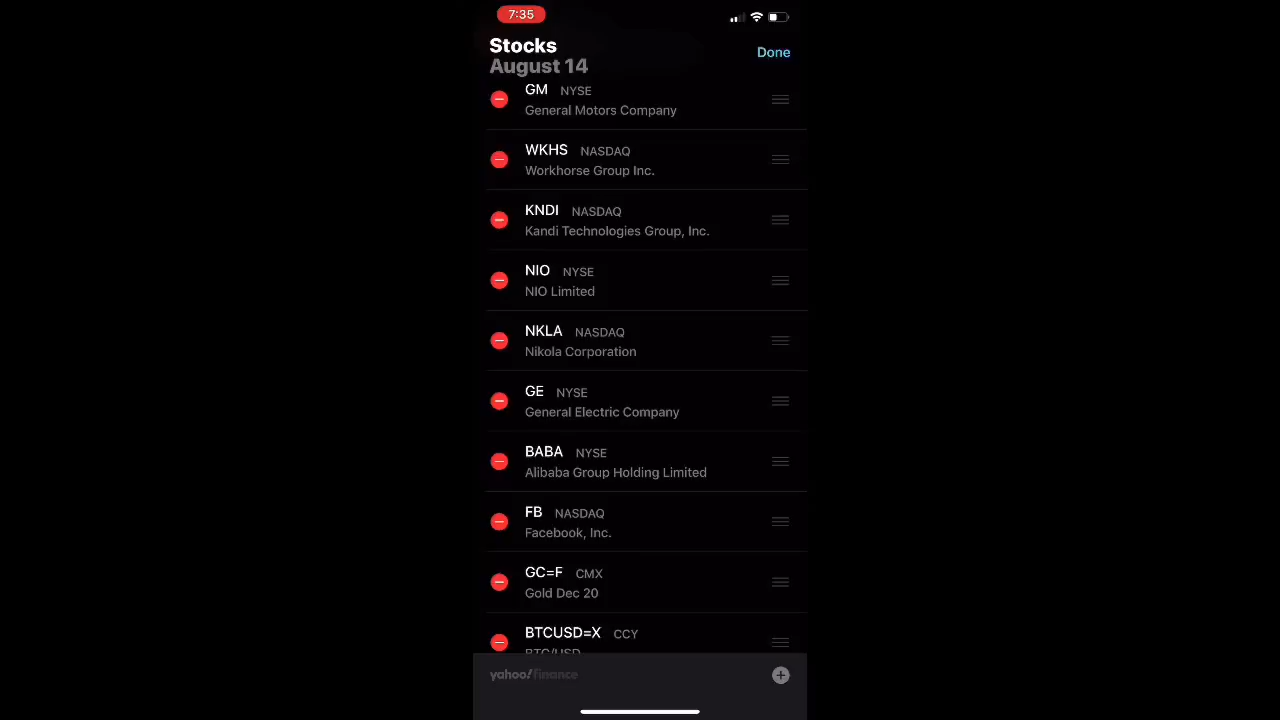 7:35
Stocks
Done
August 14
GM NYSE
General Motors Company
WKHS NASDAQ
Workhorse Group Inc.
KNDI NASDAQ
Kandi Technologies Group, Inc.
NIO NYSE
NIO Limited
NKLA NASDAQ
Nikola Corporation
GE NYSE
General Electric Company
BABA NYSE
Alibaba Group Holding Limited
FB NASDAQ
Facebook, Inc.
GC=F CMX
Gold Dec 20
BTCUSD=X CCY
BTC/USD
yahoo!finance